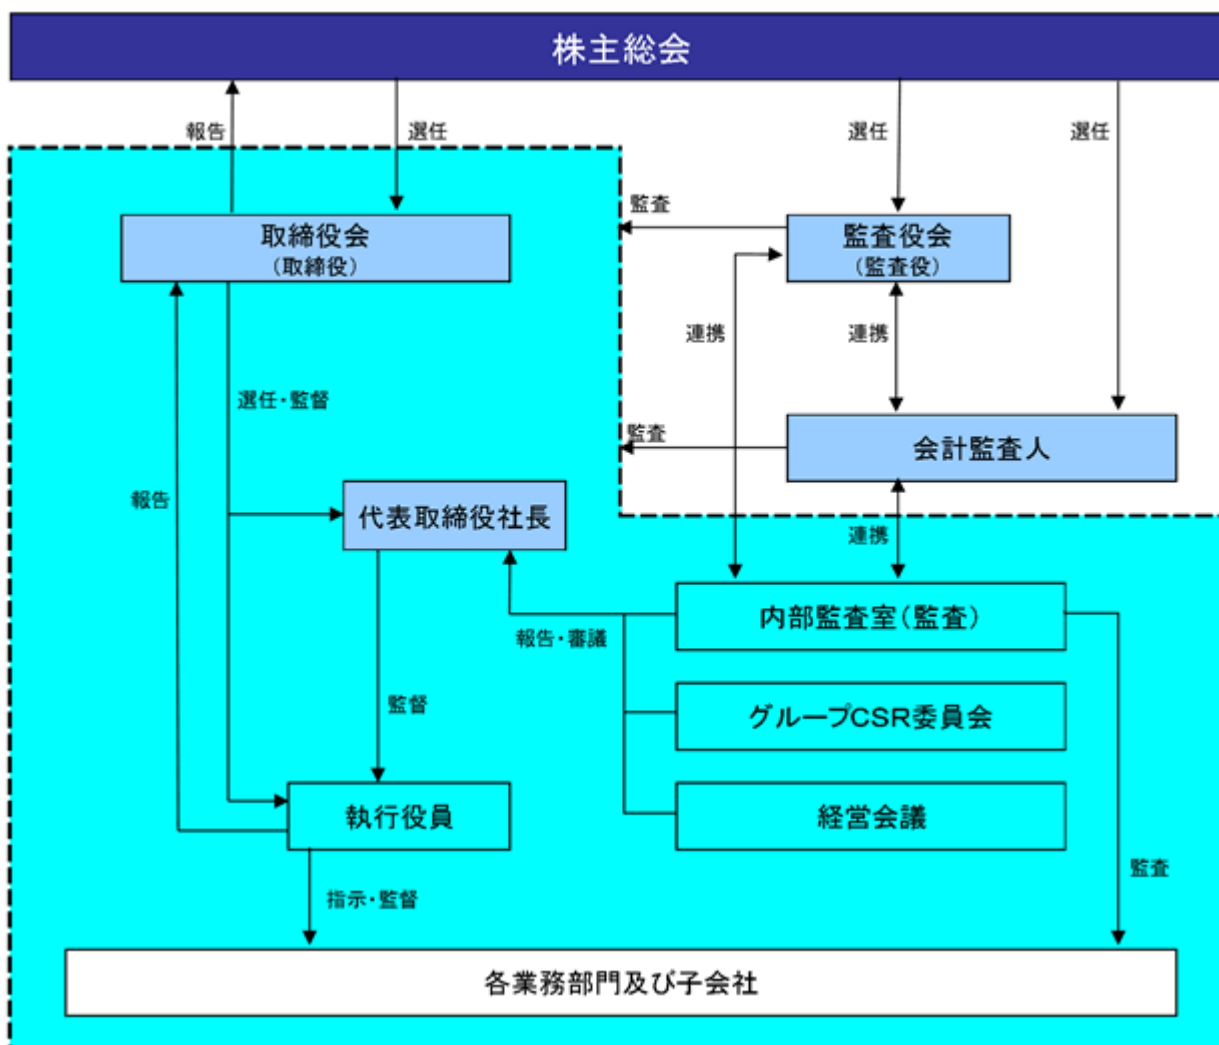 株主総会
報告
選任
選任
選任
取締役会
（取締役）
監査
監査役会
（監査役）
連携
連携
選任・監督
監査
会計監査人
報告
代表取締役社長
連携
内部監査室（監査）
報告・審議
監督
グループCSR委員会
執行役員
経営会議
監査
指示・監督
各業務部門及び子会社